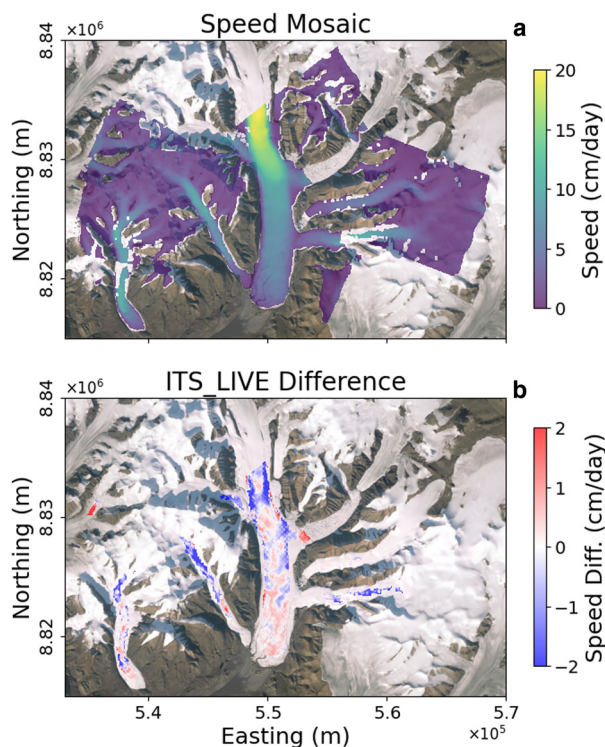 Speed Mosaic
a
×10⁶
8.84
8.83
8.82
Northing (m)
20
15
10
5
0
Speed (cm/day)
ITS_LIVE Difference
b
×10⁶
8.84
8.83
8.82
Northing (m)
2
1
0
−1
−2
Speed Diff. (cm/day)
5.4 5.5 5.6 5.7
Easting (m)
×10⁵